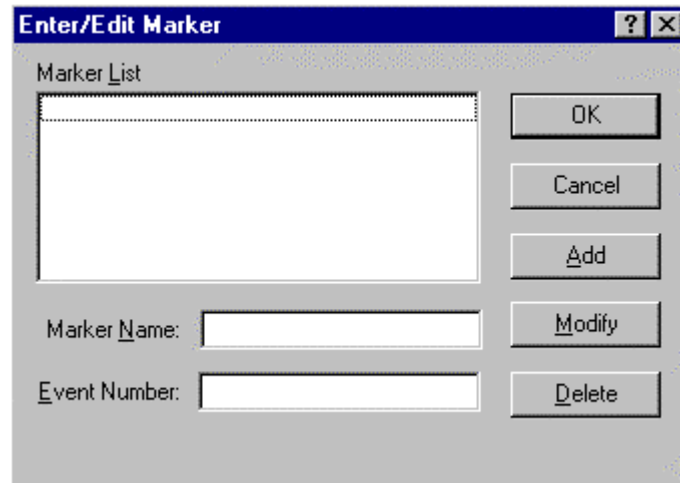 Enter/Edit Marker
Marker List
OK
Cancel
Add
Marker Name:
Modify
Event Number:
Delete